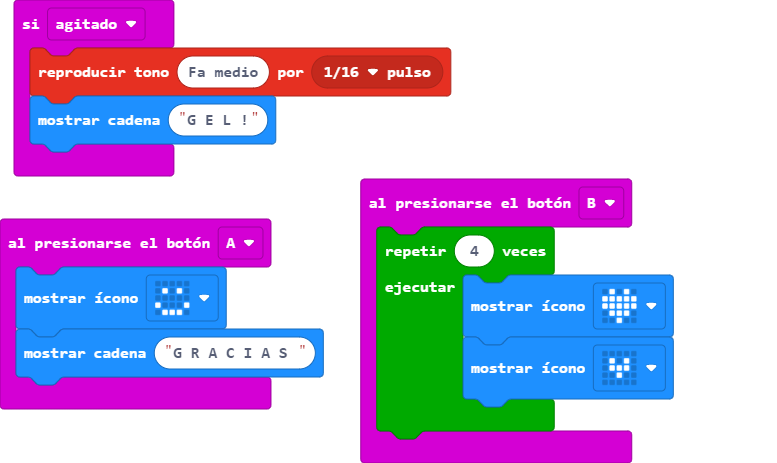 si agitado
reproducir tono Fa medio por 1/16 pulso
mostrar cadena "G E L !"
al presionarse el botón A
mostrar ícono
mostrar cadena "G R A C I A S "
al presionarse el botón B
repetir 4 veces
ejecutar
mostrar ícono
mostrar ícono